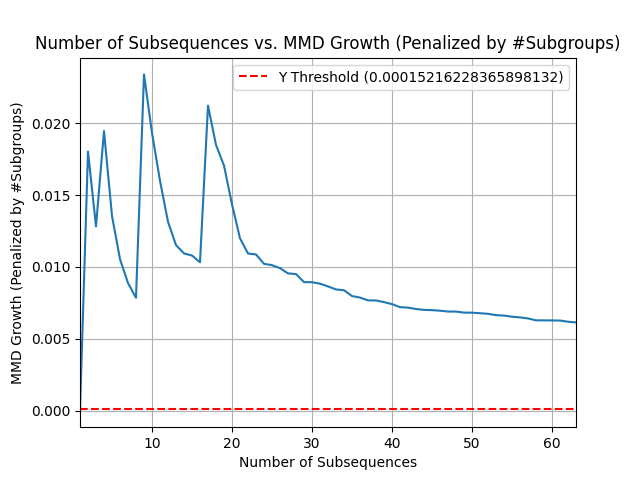 Number of Subsequences vs. MMD Growth (Penalized by #Subgroups)
Y Threshold (0.00015216228365898132)
MMD Growth (Penalized by #Subgroups)
0.020
0.015
0.010
0.005
0.000
10 20 30 40 50 60
Number of Subsequences